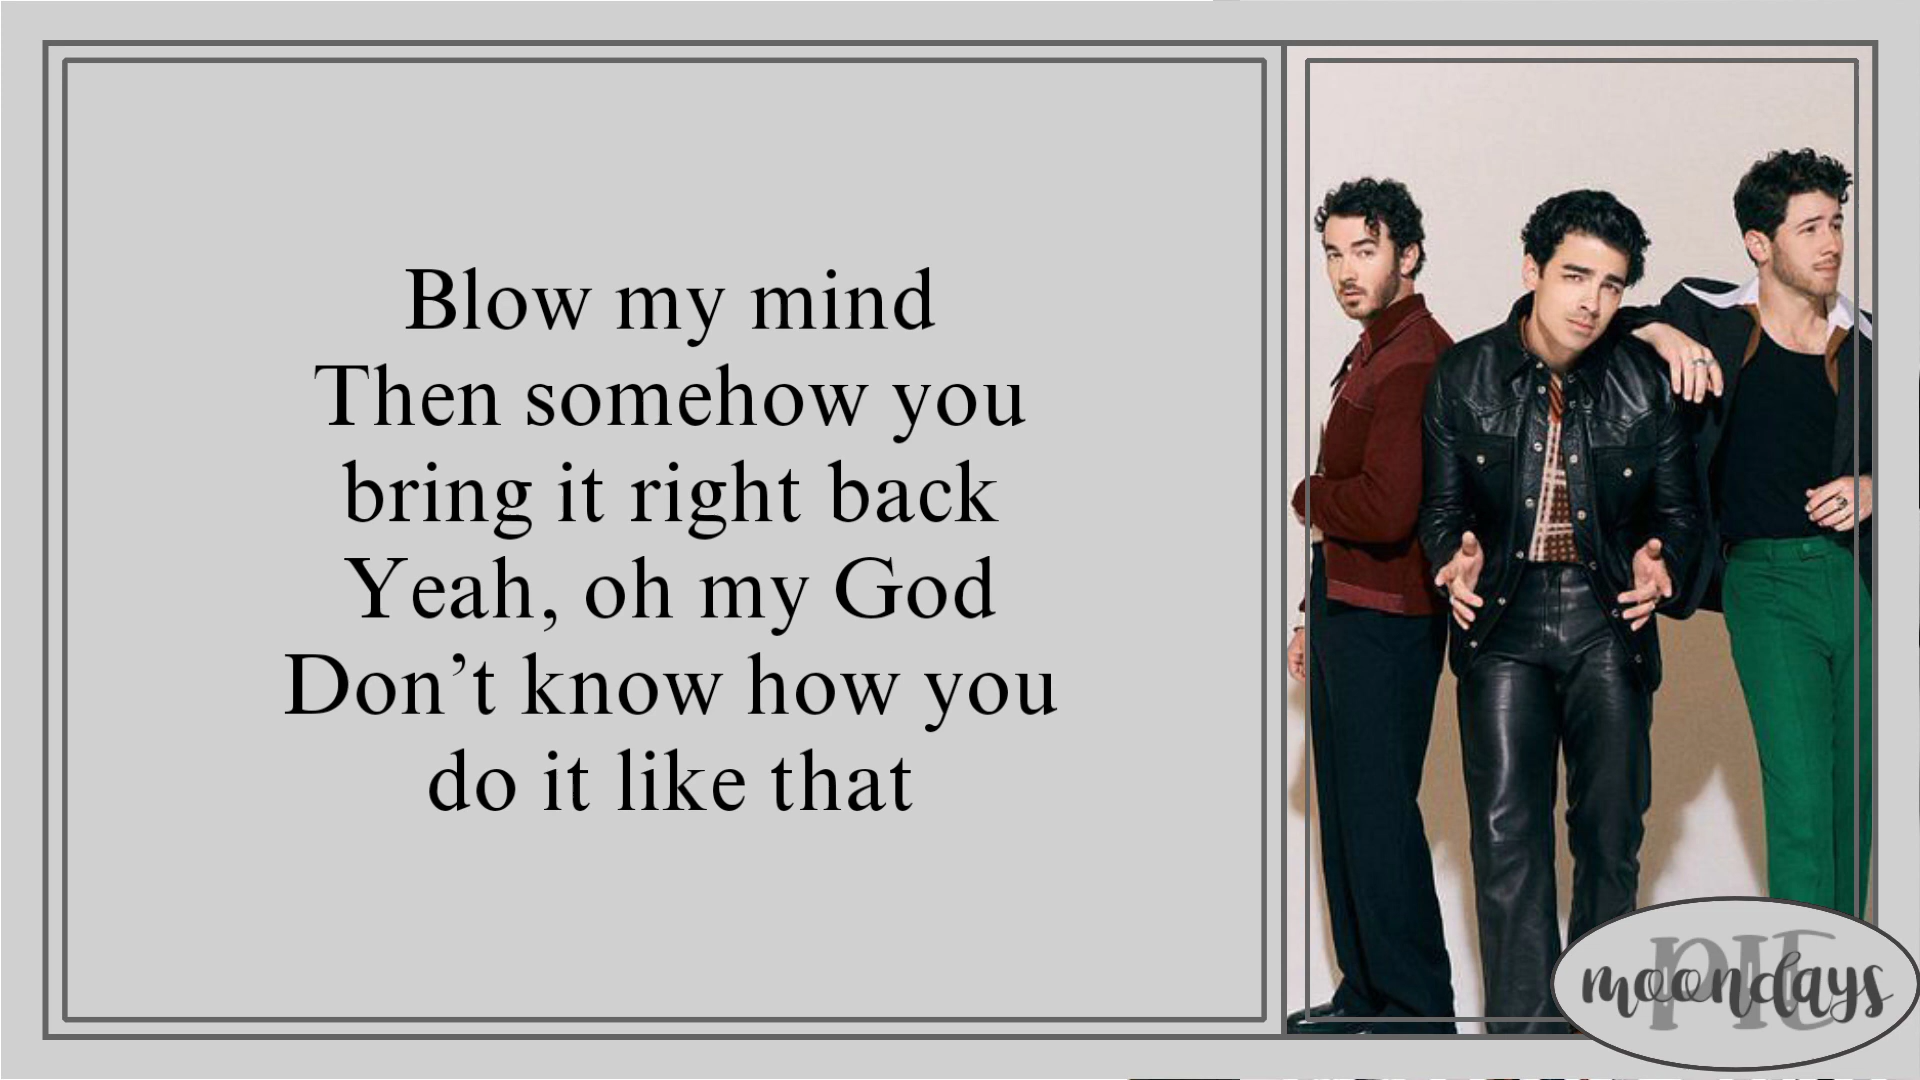 Blow my mind
Then somehow you
bring it right back
Yeah, oh my God
Don’t know how you
do it like that
PIE
moondays